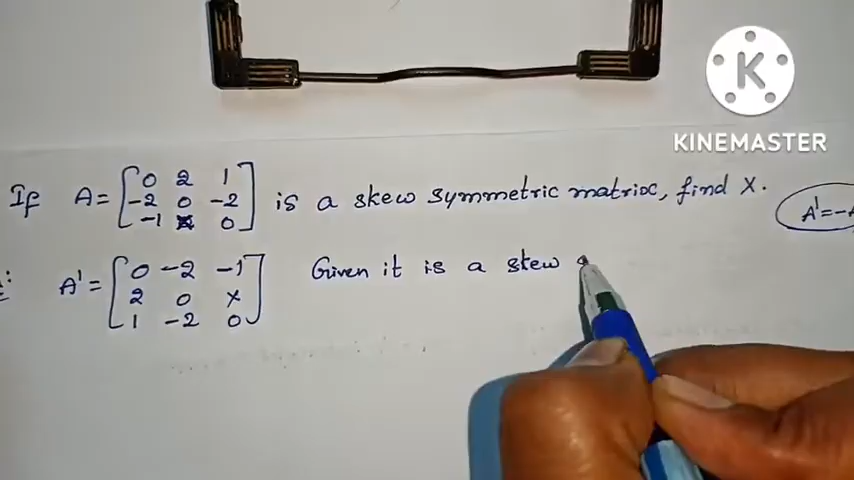 K
KINEMASTER
If A = [ 0 2 1
-2 0 -2
-1 x 0 ] is a skew symmetric matrix, find x.
A' = -A
A' = [ 0 -2 -1
2 0 x
1 -2 0 ] Given it is a skew